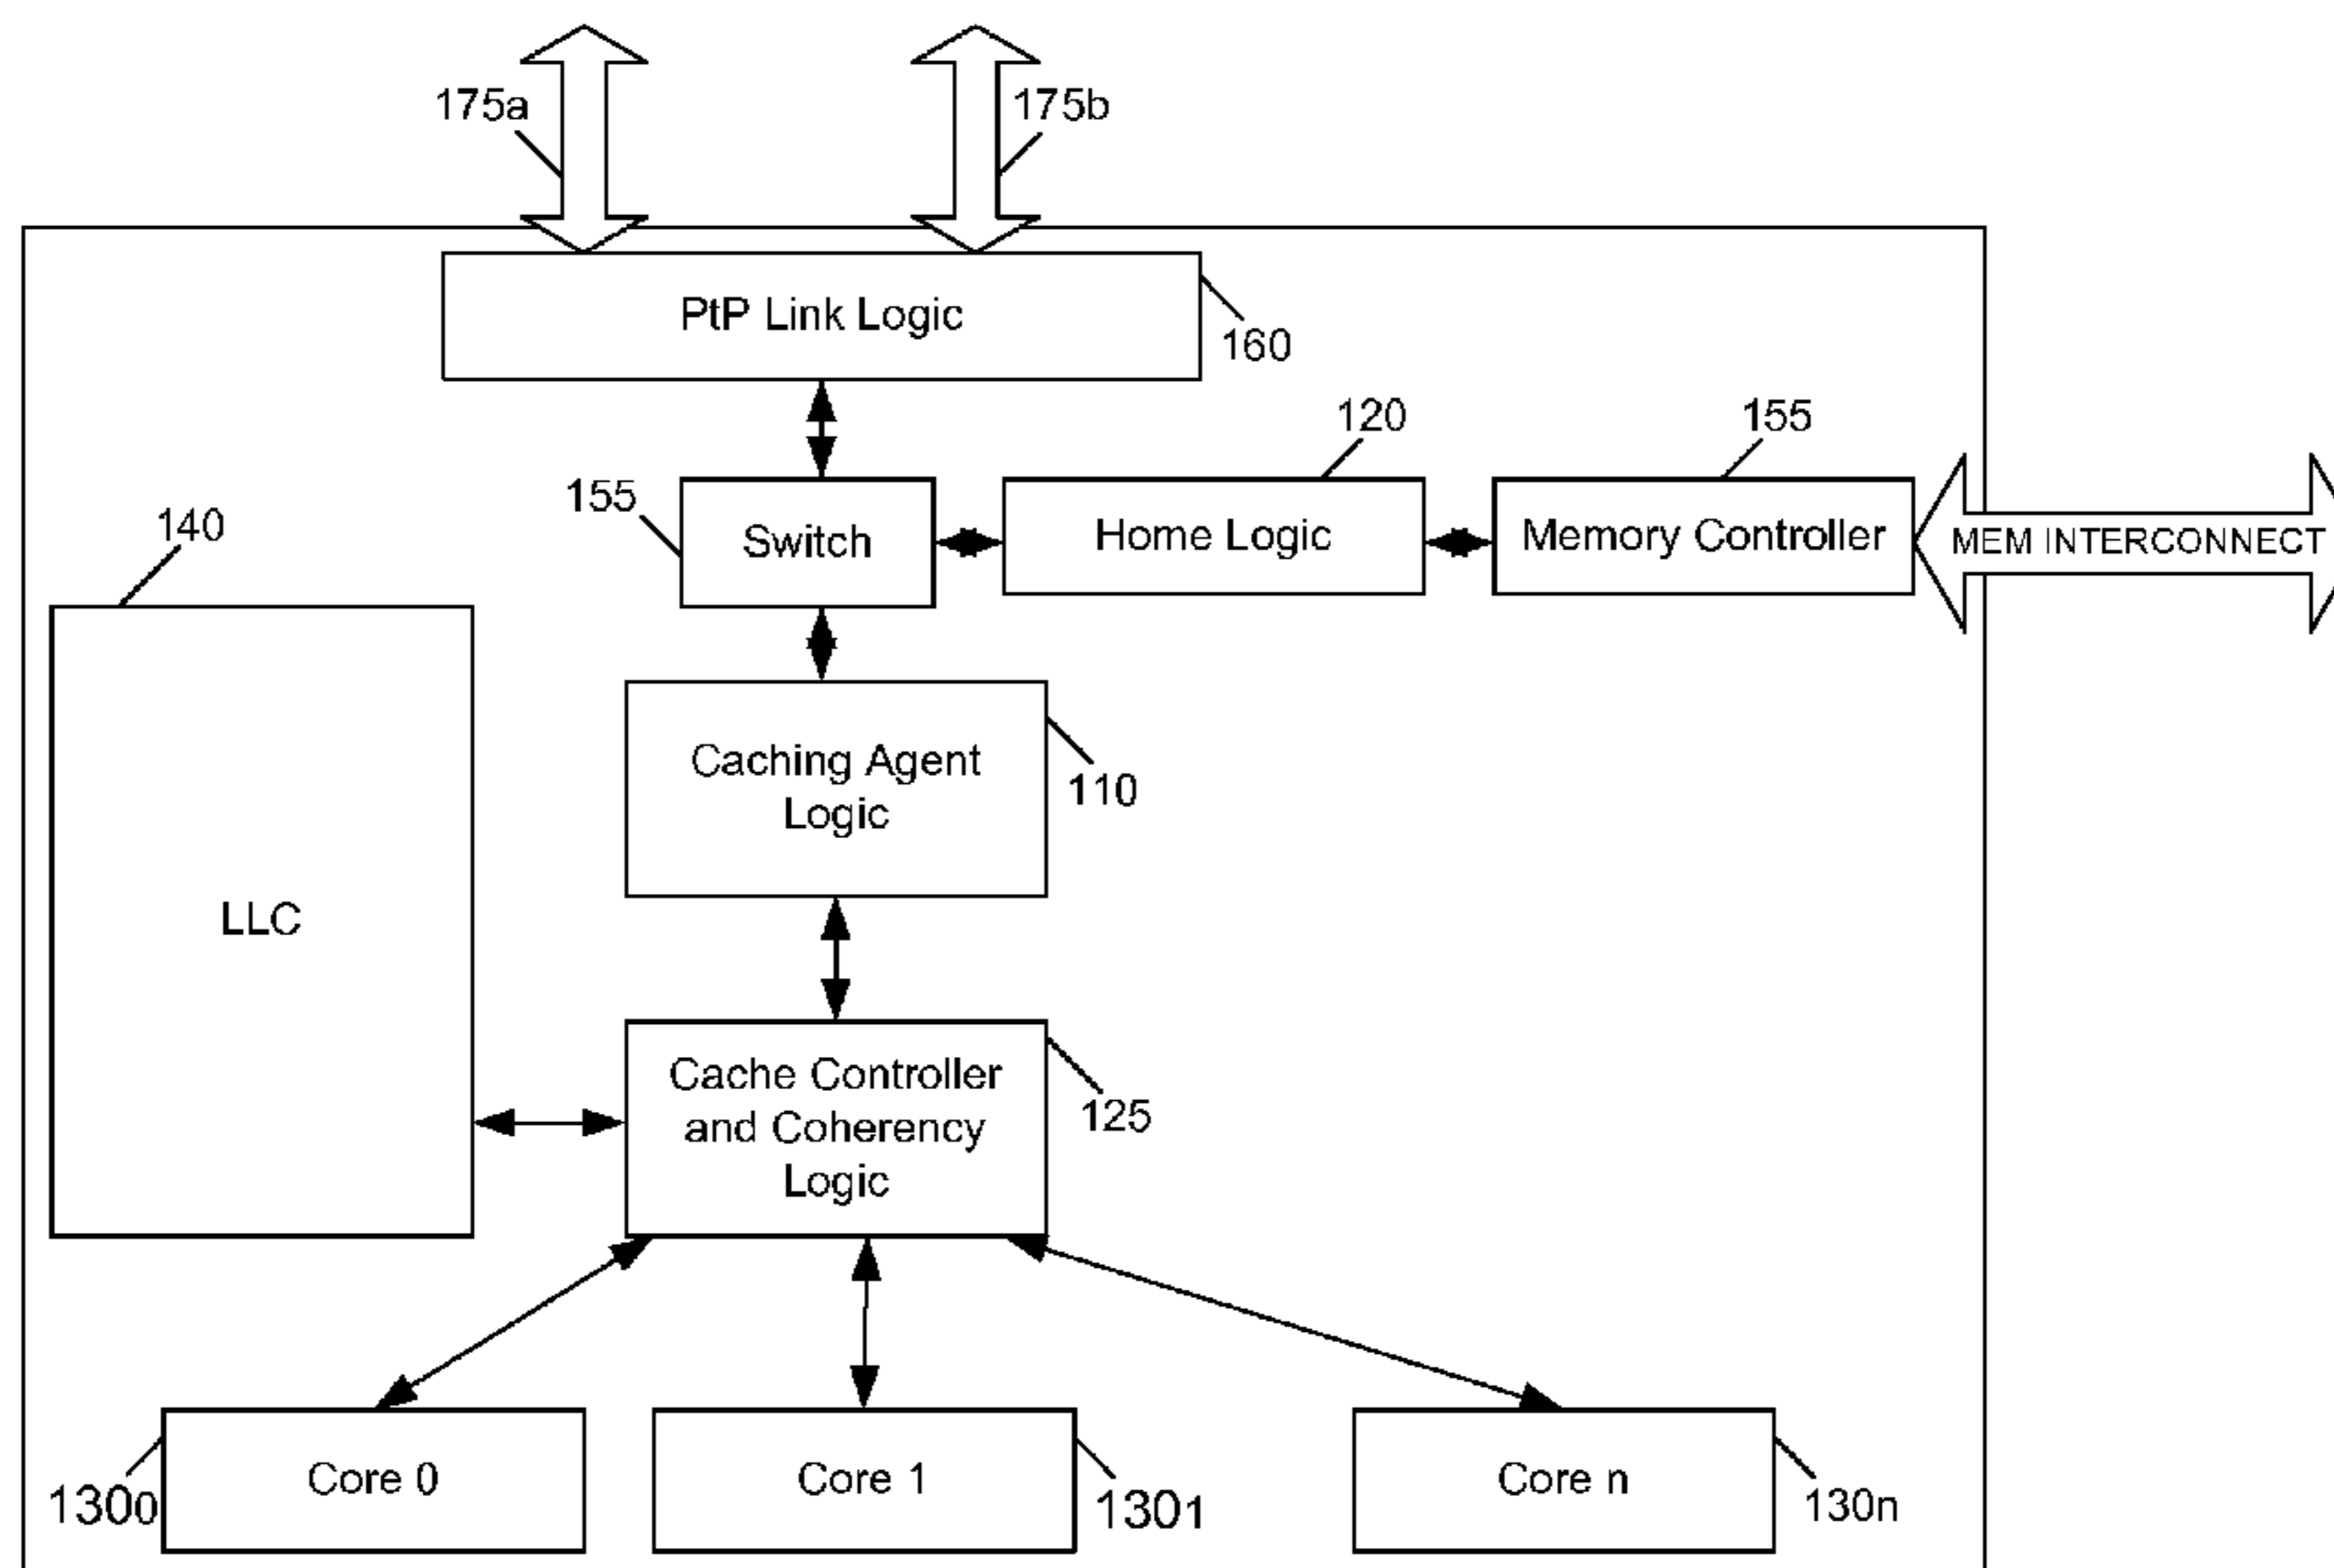 175a
175b
PtP Link Logic
160
120
155
155
Switch
Home Logic
Memory Controller
MEM INTERCONNECT
140
Caching Agent
Logic
110
LLC
Cache Controller
and Coherency
Logic
125
Core 0
Core 1
Core n
1300
1301
130n